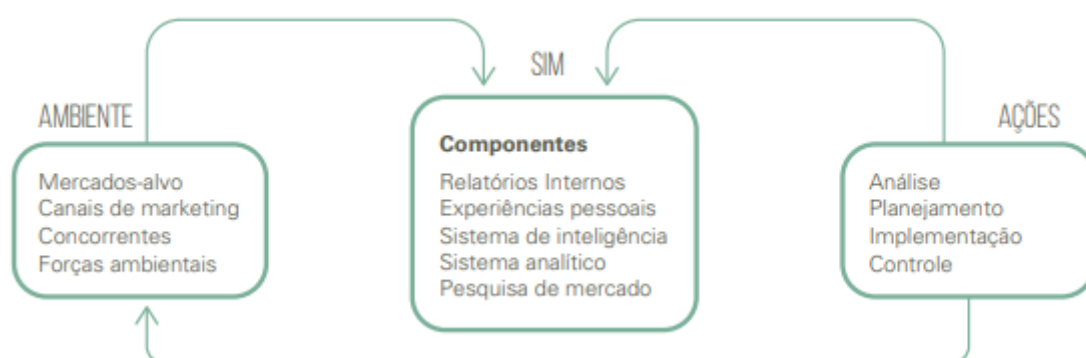 SIM
AMBIENTE
Mercados-alvo
Canais de marketing
Concorrentes
Forças ambientais
Componentes
Relatórios Internos
Experiências pessoais
Sistema de inteligência
Sistema analítico
Pesquisa de mercado
AÇÕES
Análise
Planejamento
Implementação
Controle